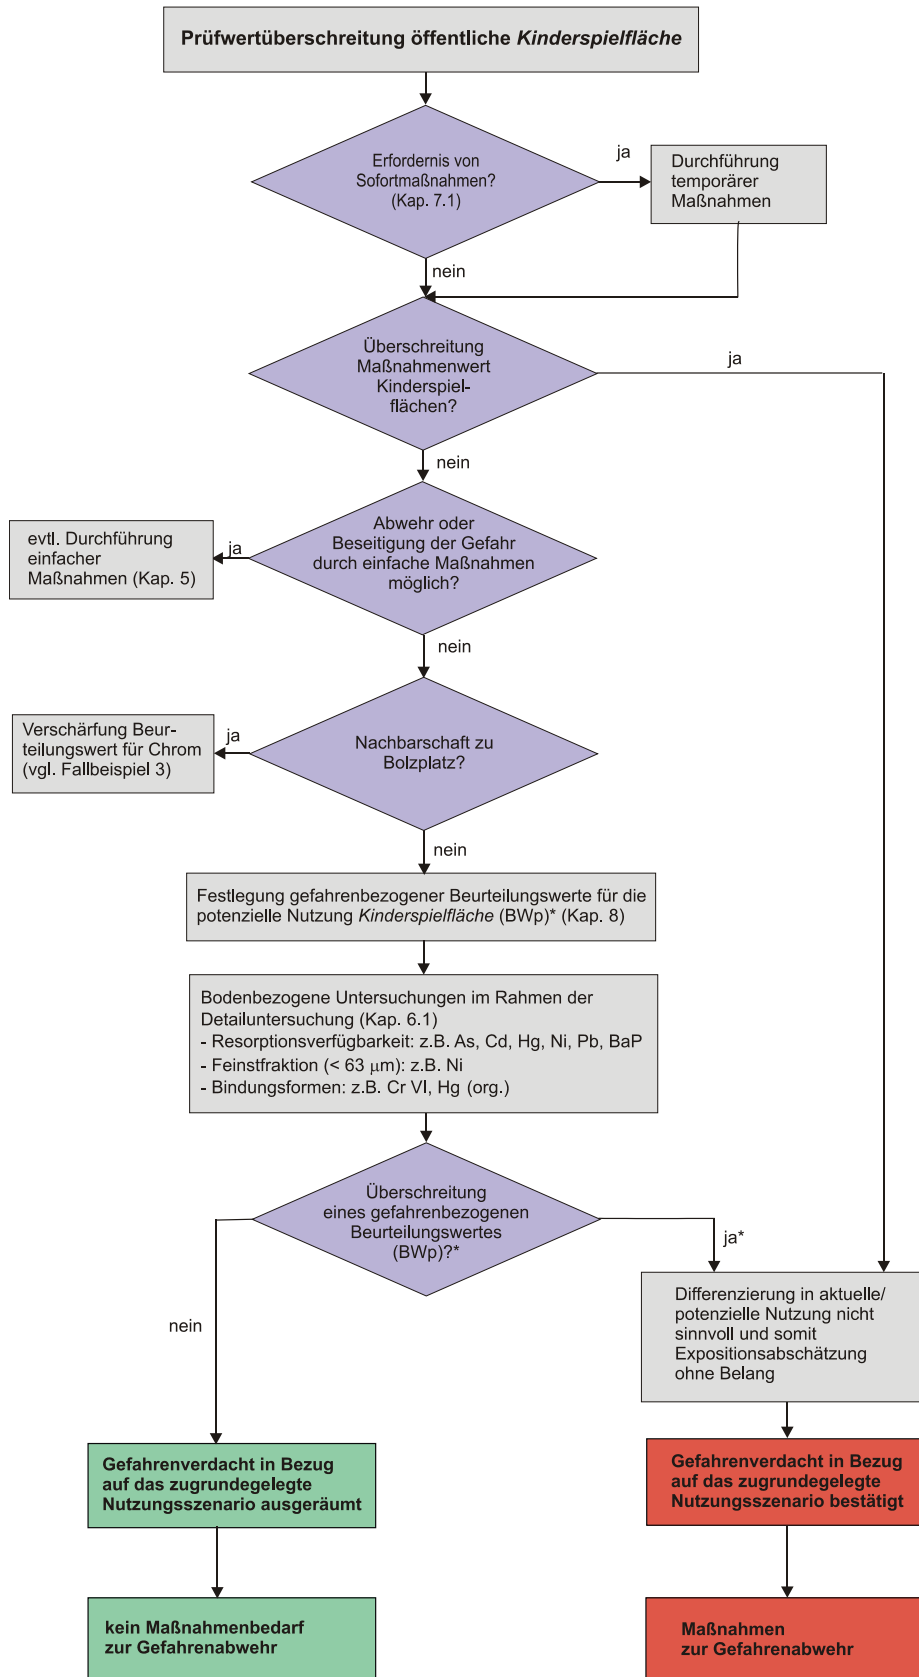 Prüfwertüberschreitung öffentliche Kinderspielfläche
Erfordernis von
Sofortmaßnahmen?
(Kap. 7.1)
ja
Durchführung
temporärer
Maßnahmen
nein
Überschreitung
Maßnahmenwert
Kinderspiel-
flächen?
ja
nein
Abwehr oder
Beseitigung der Gefahr
durch einfache Maßnahmen
möglich?
ja
evtl. Durchführung
einfacher
Maßnahmen (Kap. 5)
nein
Nachbarschaft zu
Bolzplatz?
ja
Verschärfung Beur-
teilungswert für Chrom
(vgl. Fallbeispiel 3)
nein
Festlegung gefahrenbezogener Beurteilungswerte für die
potenzielle Nutzung Kinderspielfläche (BWp)* (Kap. 8)
Bodenbezogene Untersuchungen im Rahmen der
Detailuntersuchung (Kap. 6.1)
- Resorptionsverfügbarkeit: z.B. As, Cd, Hg, Ni, Pb, BaP
- Feinstfraktion (< 63 μm): z.B. Ni
- Bindungsformen: z.B. Cr VI, Hg (org.)
Überschreitung
eines gefahrenbezogenen
Beurteilungswertes
(BWp)?*
ja*
nein
Differenzierung in aktuelle/
potenzielle Nutzung nicht
sinnvoll und somit
Expositionsabschätzung
ohne Belang
Gefahrenverdacht in Bezug
auf das zugrundegelegte
Nutzungsszenario ausgeräumt
Gefahrenverdacht in Bezug
auf das zugrundegelegte
Nutzungsszenario bestätigt
kein Maßnahmenbedarf
zur Gefahrenabwehr
Maßnahmen
zur Gefahrenabwehr